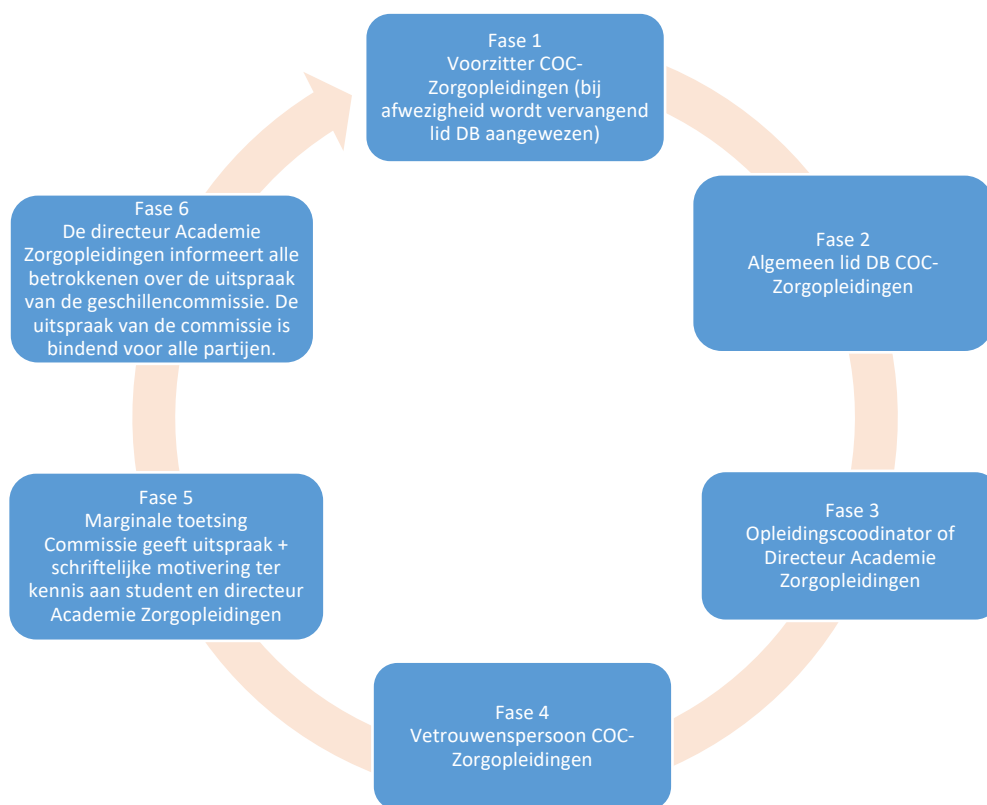 Fase 1
Voorzitter COC-
Zorgopleidingen (bij
afwezigheid wordt vervangend
lid DB aangewezen)
Fase 2
Algemeen lid DB COC-
Zorgopleidingen
Fase 3
Opleidingscoodinator of
Directeur Academie
Zorgopleidingen
Fase 4
Vetrouwenspersoon COC-
Zorgopleidingen
Fase 5
Marginale toetsing
Commissie geeft uitspraak +
schriftelijke motivering ter
kennis aan student en directeur
Academie Zorgopleidingen
Fase 6
De directeur Academie
Zorgopleidingen informeert alle
betrokkenen over de uitspraak
van de geschillencommissie. De
uitspraak van de commissie is
bindend voor alle partijen.